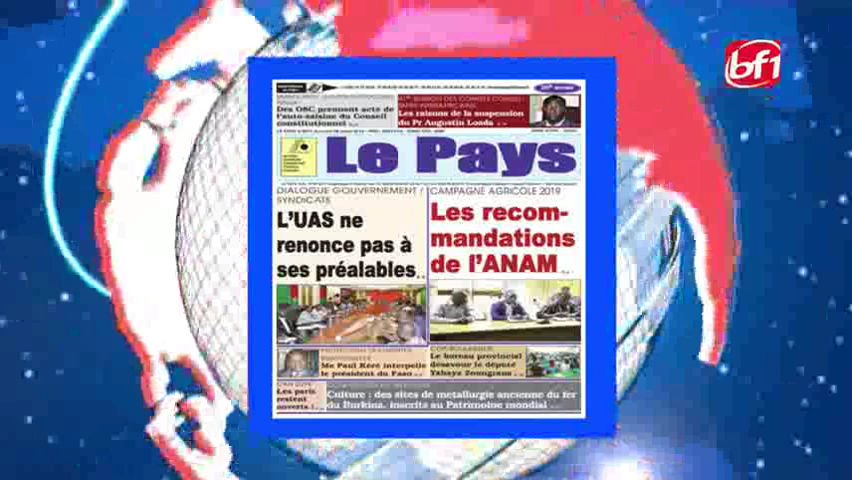 bf1
Des OSC prennent acte de
l'auto-saisine du Conseil
constitutionnel
Les raisons de la suspension
du Pr Augustin Loada
Le Pays
DIALOGUE GOUVERNEMENT /
SYNDICATS
L'UAS ne
renonce pas à
ses préalables
CAMPAGNE AGRICOLE 2019
Les recom-
mandations
de l'ANAM
Me Paul Kéré interpelle
le président du Faso
Le bureau provincial
désavoue le député
Yahaya Zoungrana
Les paris
restent
ouverts !
Culture : des sites de metallurgie ancienne du fer
du Burkina, inscrits au Patrimoine mondial